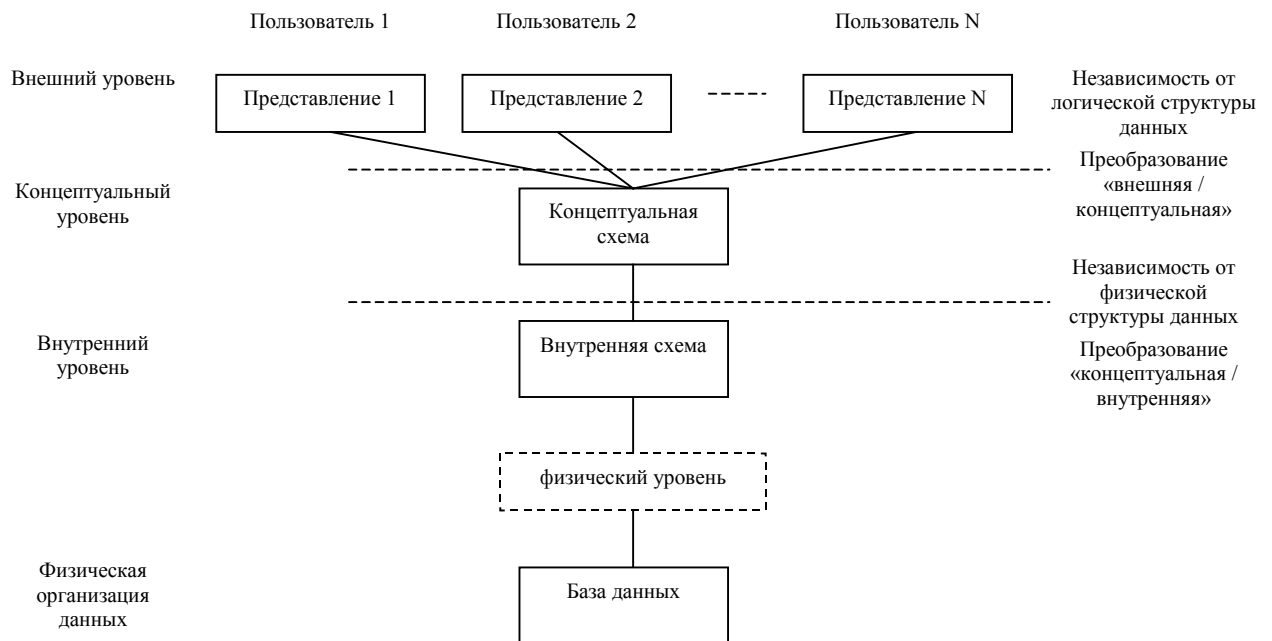 Пользователь 1
Пользователь 2
Пользователь N
Внешний уровень
Представление 1
Представление 2
Представление N
Независимость от
логической структуры
данных
Преобразование
«внешняя /
концептуальная»
Концептуальный
уровень
Концептуальная
схема
Независимость от
физической
структуры данных
Внутренний
уровень
Внутренняя схема
Преобразование
«концептуальная /
внутренняя»
физический уровень
Физическая
организация
данных
База данных